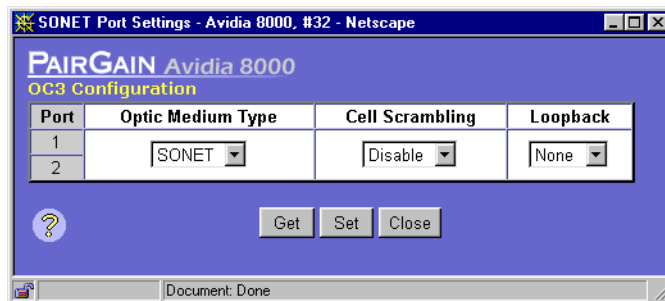 SONET Port Settings - Avidia 8000, #32 - Netscape
PAIRGAIN Avidia 8000
OC3 Configuration
Port Optic Medium Type Cell Scrambling Loopback
1
SONET Disable None
2
? Get Set Close
Document: Done